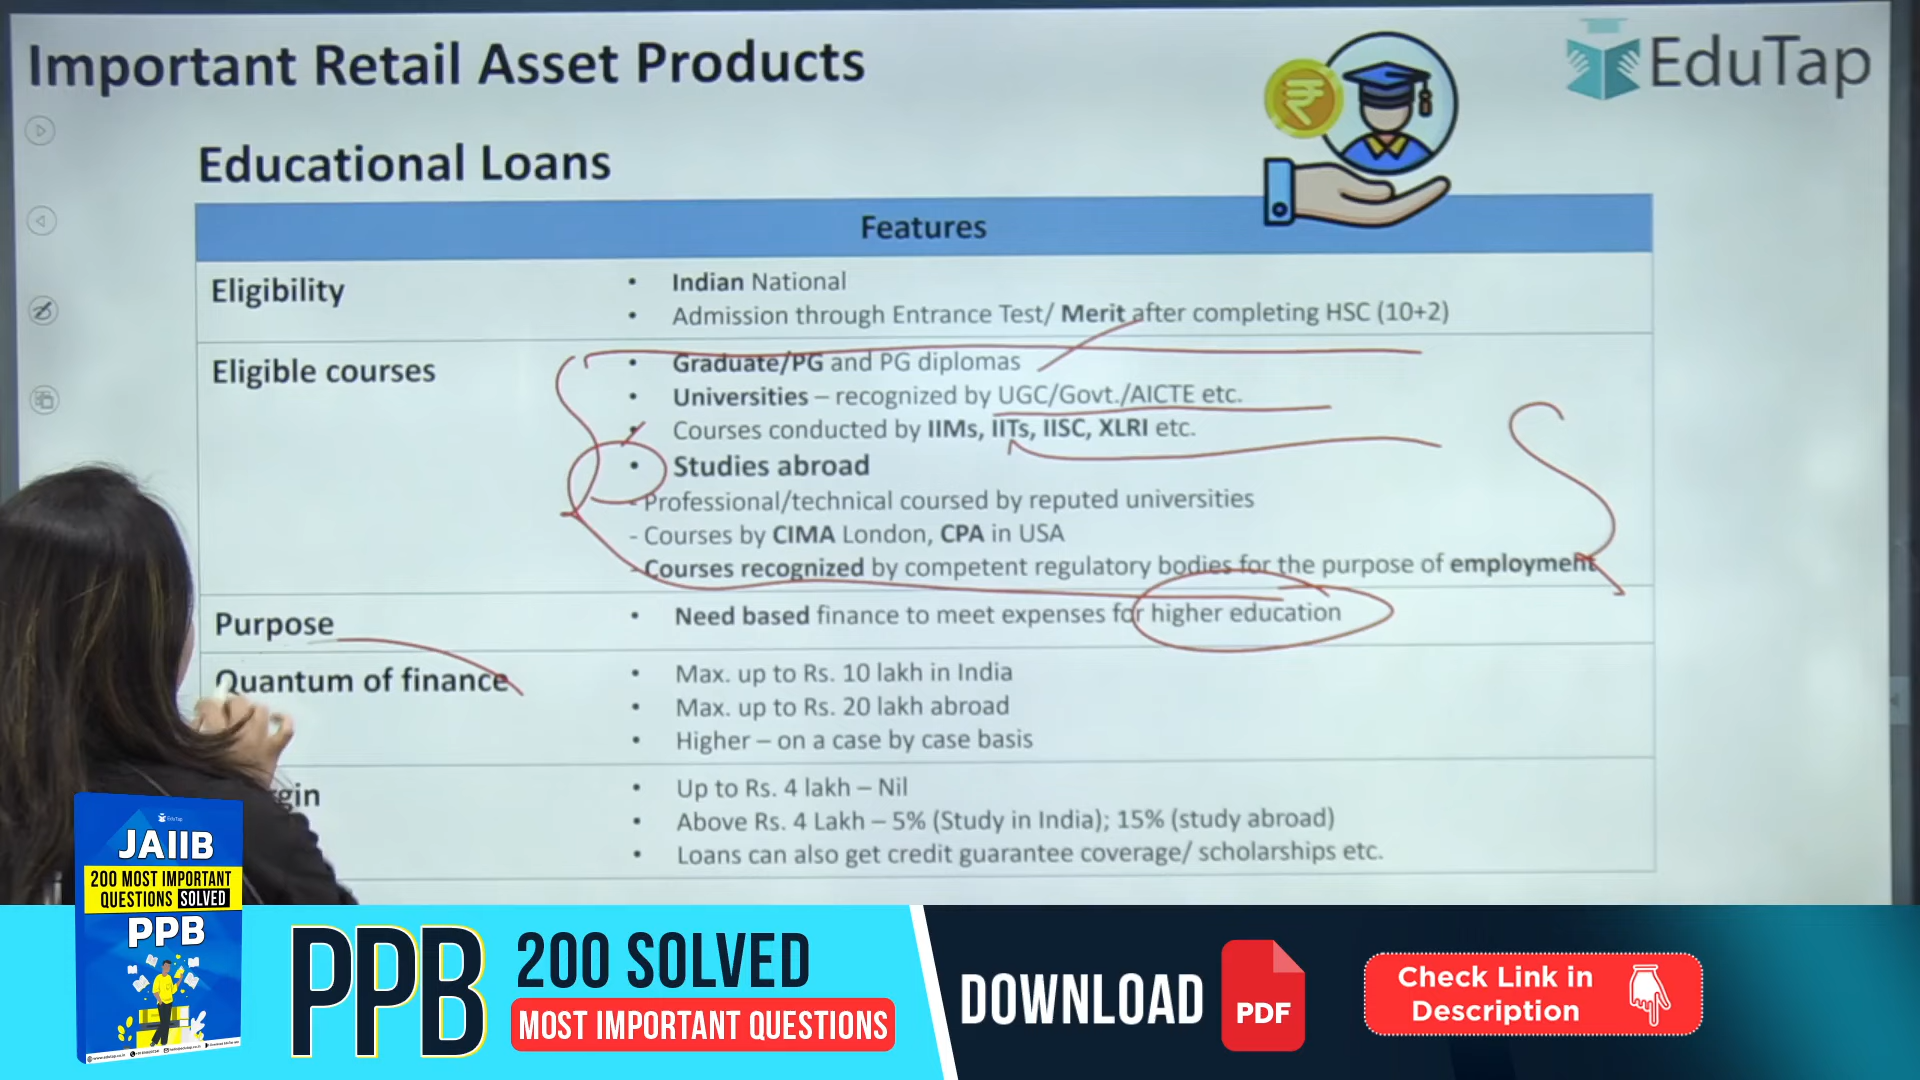 Important Retail Asset Products
EduTap
Educational Loans
Features
Eligibility
• Indian National
• Admission through Entrance Test/ Merit after completing HSC (10+2)
Eligible courses
• Graduate/PG and PG diplomas
• Universities – recognized by UGC/Govt./AICTE etc.
• Courses conducted by IIMs, IITs, IISC, XLRI etc.
• Studies abroad
- Professional/technical coursed by reputed universities
- Courses by CIMA London, CPA in USA
- Courses recognized by competent regulatory bodies for the purpose of employment
Purpose
• Need based finance to meet expenses for higher education
Quantum of finance
• Max. up to Rs. 10 lakh in India
• Max. up to Rs. 20 lakh abroad
• Higher – on a case by case basis
gin
• Up to Rs. 4 lakh – Nil
• Above Rs. 4 Lakh – 5% (Study in India); 15% (study abroad)
• Loans can also get credit guarantee coverage/ scholarships etc.
EduTap
JAIIB
200 MOST IMPORTANT
QUESTIONS SOLVED
PPB
PPB
200 SOLVED
MOST IMPORTANT QUESTIONS
DOWNLOAD
PDF
Check Link in
Description